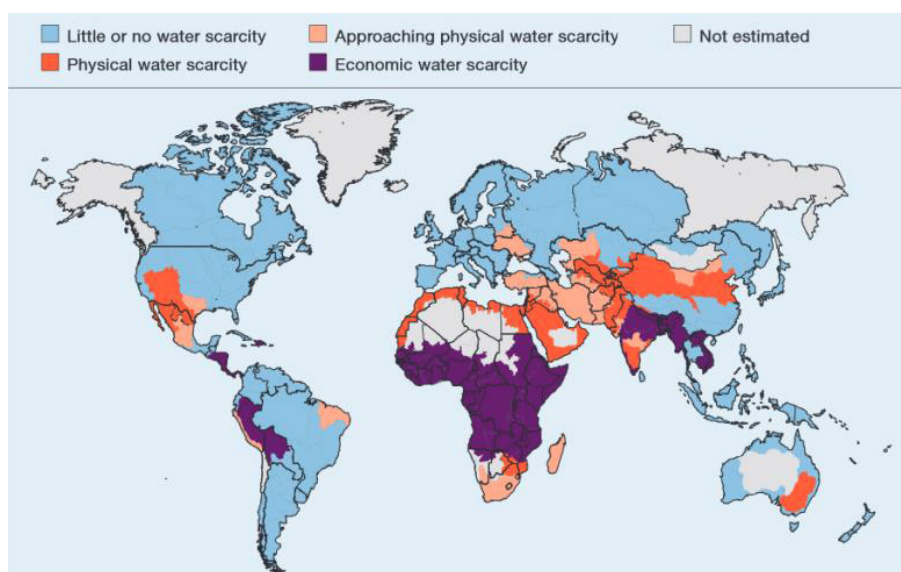 Little or no water scarcity
Approaching physical water scarcity
Not estimated
Physical water scarcity
Economic water scarcity